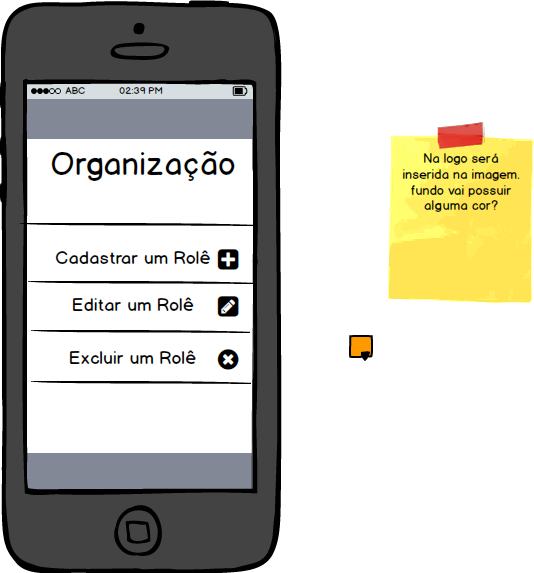 ABC 02:39 PM
Organização
Cadastrar um Rolê
Editar um Rolê
Excluir um Rolê
Na logo será
inserida na imagem.
fundo vai possuir
alguma cor?